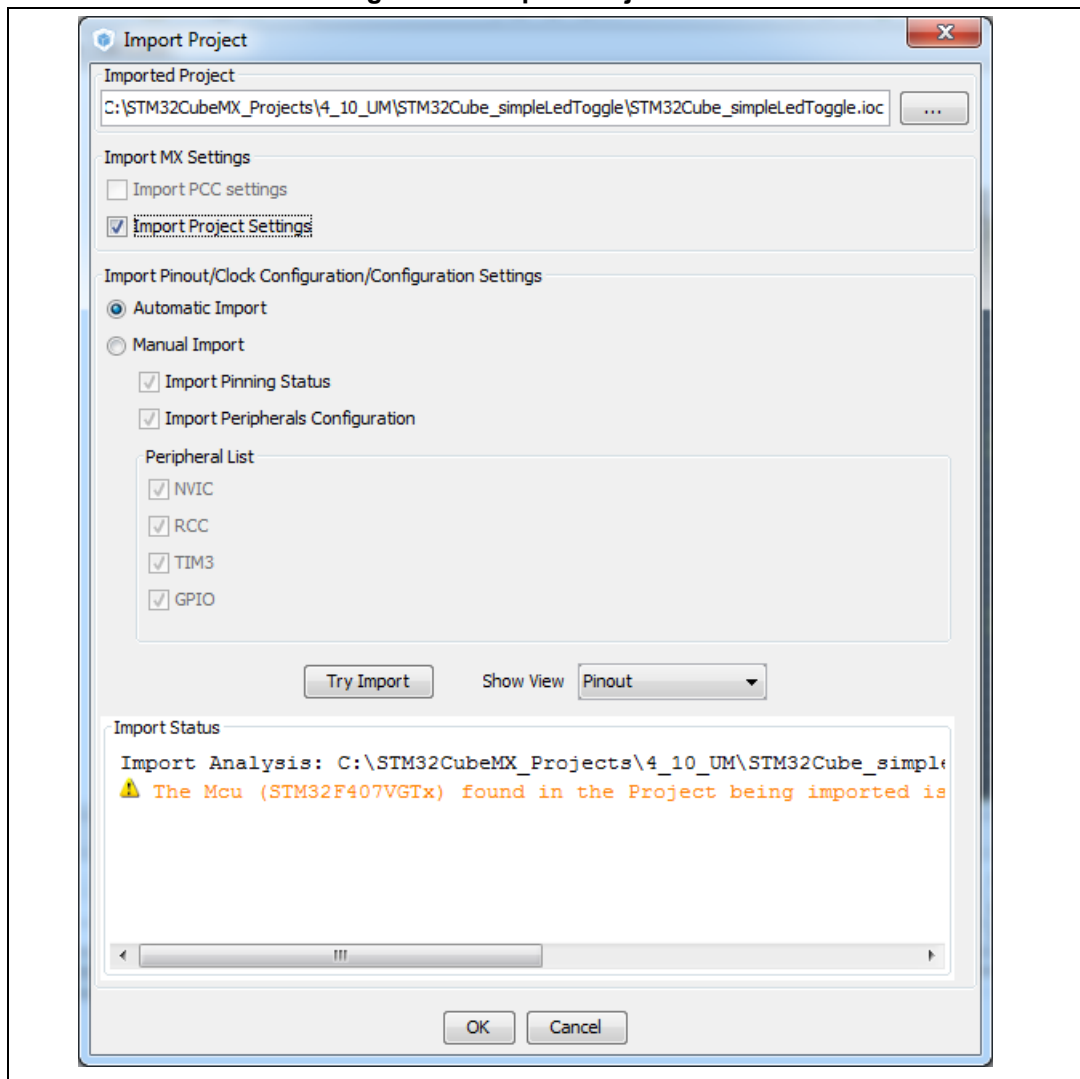 Import Project
Imported Project
C:\STM32CubeMX_Projects\4_10_UM\STM32Cube_simpleLedToggle\STM32Cube_simpleLedToggle.ioc ...
Import MX Settings
Import PCC settings
Import Project Settings
Import Pinout/Clock Configuration/Configuration Settings
Automatic Import
Manual Import
Import Pinning Status
Import Peripherals Configuration
Peripheral List
NVIC
RCC
TIM3
GPIO
Try Import Show View Pinout
Import Status
Import Analysis: C:\STM32CubeMX_Projects\4_10_UM\STM32Cube_simple
The Mcu (STM32F407VGTx) found in the Project being imported is
OK Cancel